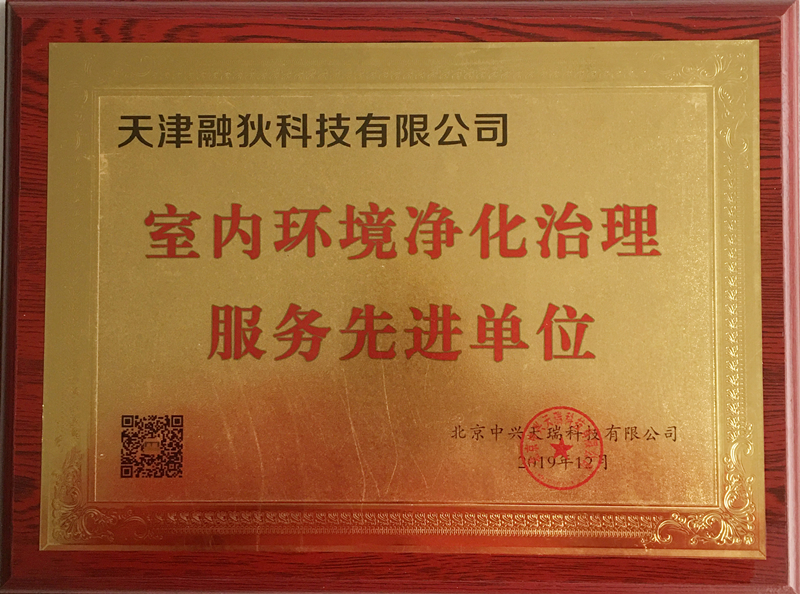 天津融狄科技有限公司
室内环境净化治理
服务先进单位
北京中兴天瑞科技有限公司
2019年12月